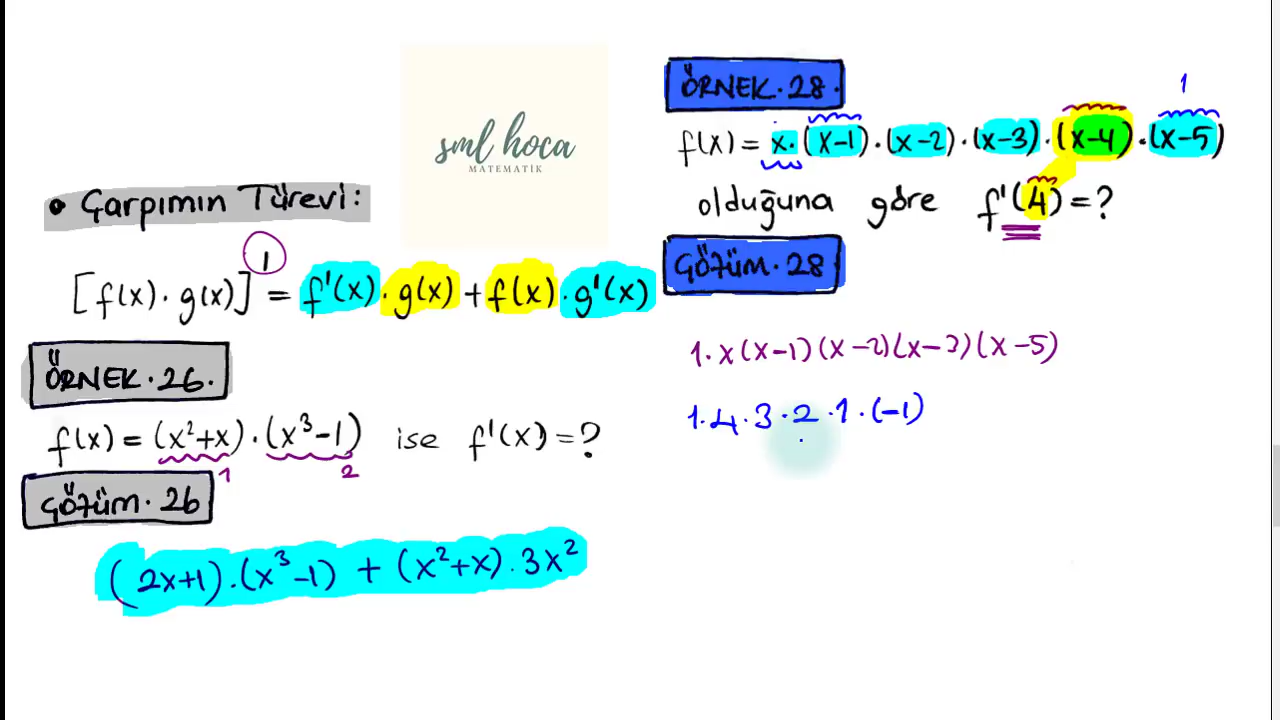 sml hoca
MATEMATİK
• Çarpımın Türevi:
[f(x) · g(x)]' = f'(x) · g(x) + f(x) · g'(x)
ÖRNEK · 26.
f(x) = (x²+x) · (x³−1) ise f'(x) = ?
1 2
Çözüm · 26
(2x+1) · (x³−1) + (x²+x) · 3x²
ÖRNEK · 28.
1
f(x) = x · (x−1) · (x−2) · (x−3) · (x−4) · (x−5)
olduğuna göre f'(4) = ?
Çözüm · 28
1 · x (x−1) (x−2) (x−3) (x−5)
1 · 4 · 3 · 2 · 1 · (−1)